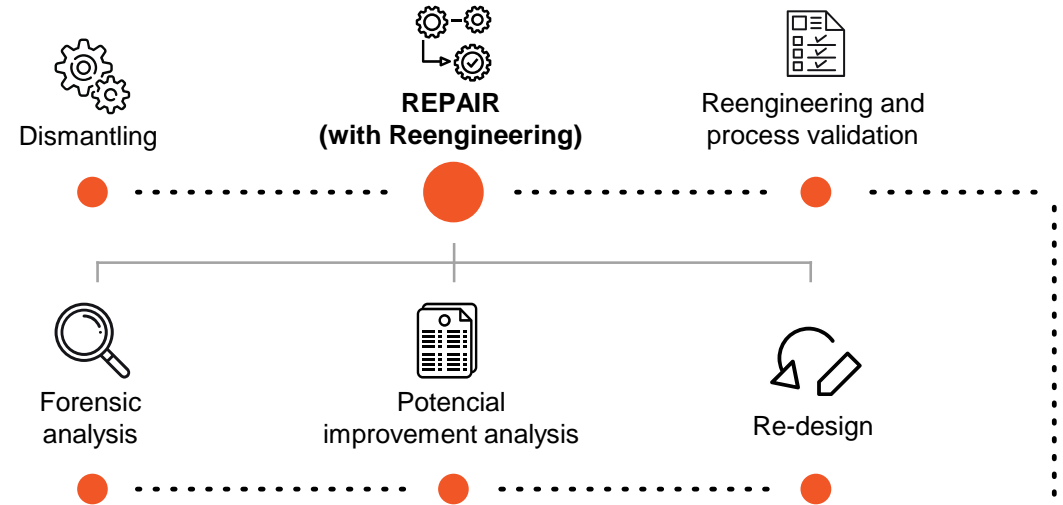 Dismantling
REPAIR
(with Reengineering)
Reengineering and
process validation
Forensic
analysis
Potencial
improvement analysis
Re-design